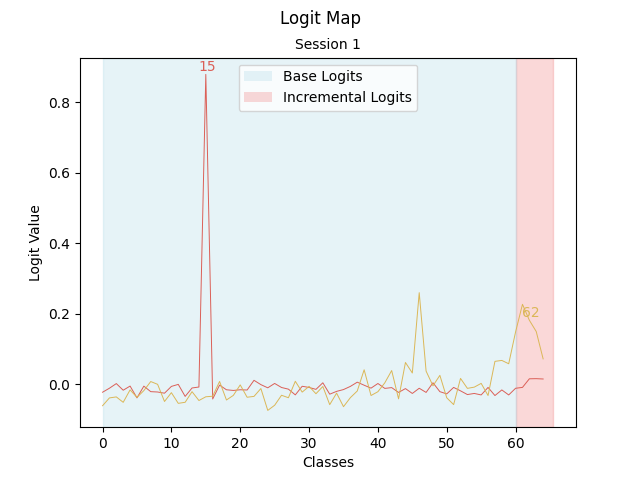 Logit Map
Session 1
15
Base Logits
Incremental Logits
62
Logit Value
0.8
0.6
0.4
0.2
0.0
0 10 20 30 40 50 60
Classes